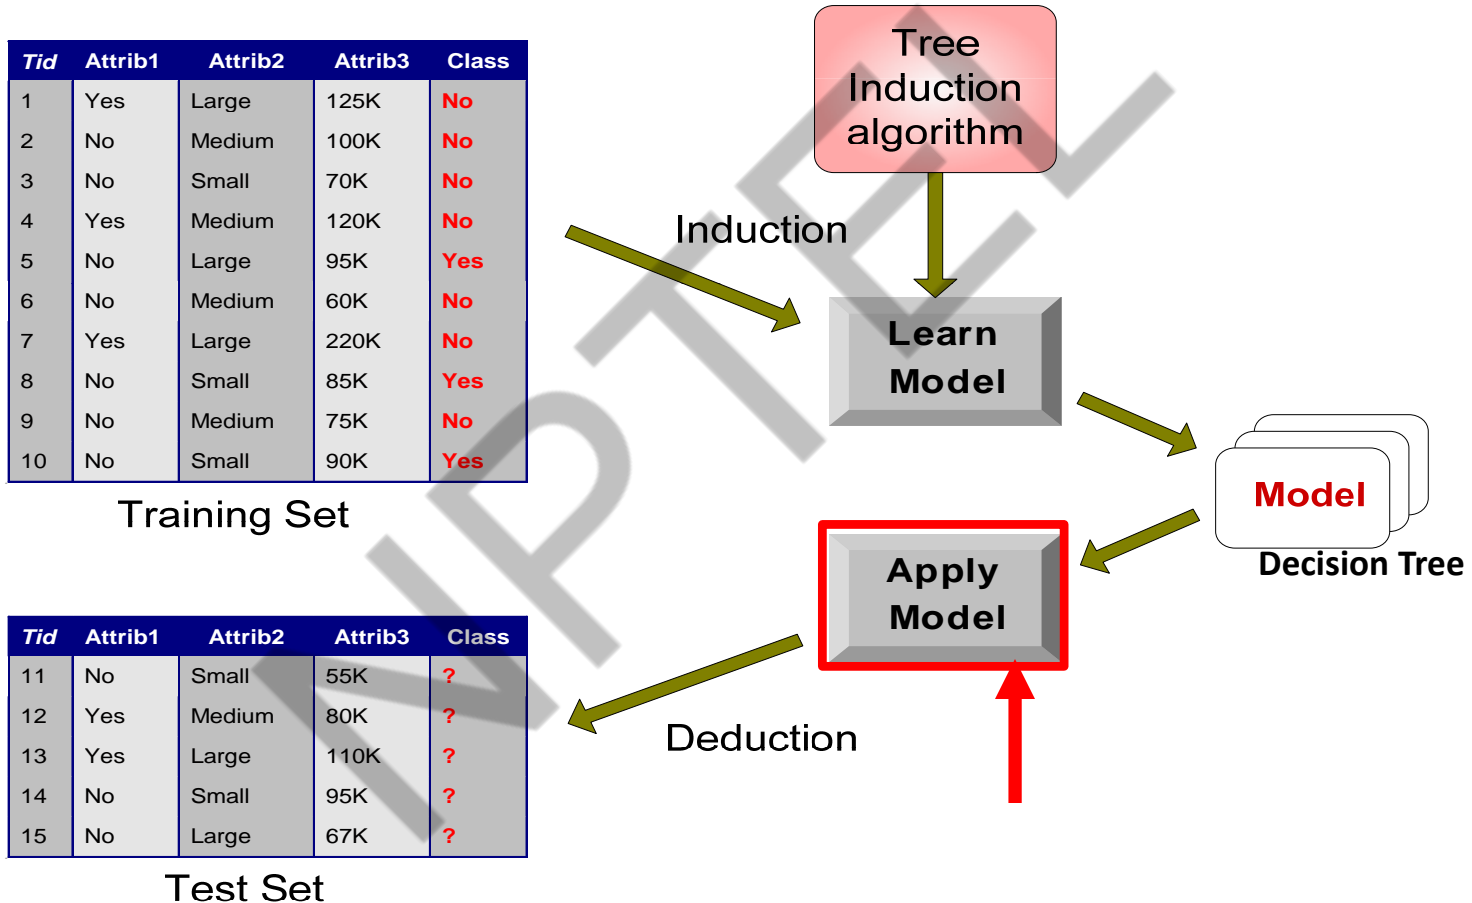 Tid Attrib1 Attrib2 Attrib3 Class
1 Yes Large 125K No
2 No Medium 100K No
3 No Small 70K No
4 Yes Medium 120K No
5 No Large 95K Yes
6 No Medium 60K No
7 Yes Large 220K No
8 No Small 85K Yes
9 No Medium 75K No
10 No Small 90K Yes
Training Set
Tree
Induction
algorithm
Induction
Learn
Model
Model
Decision Tree
Apply
Model
Deduction
Tid Attrib1 Attrib2 Attrib3 Class
11 No Small 55K ?
12 Yes Medium 80K ?
13 Yes Large 110K ?
14 No Small 95K ?
15 No Large 67K ?
Test Set
NPTEL